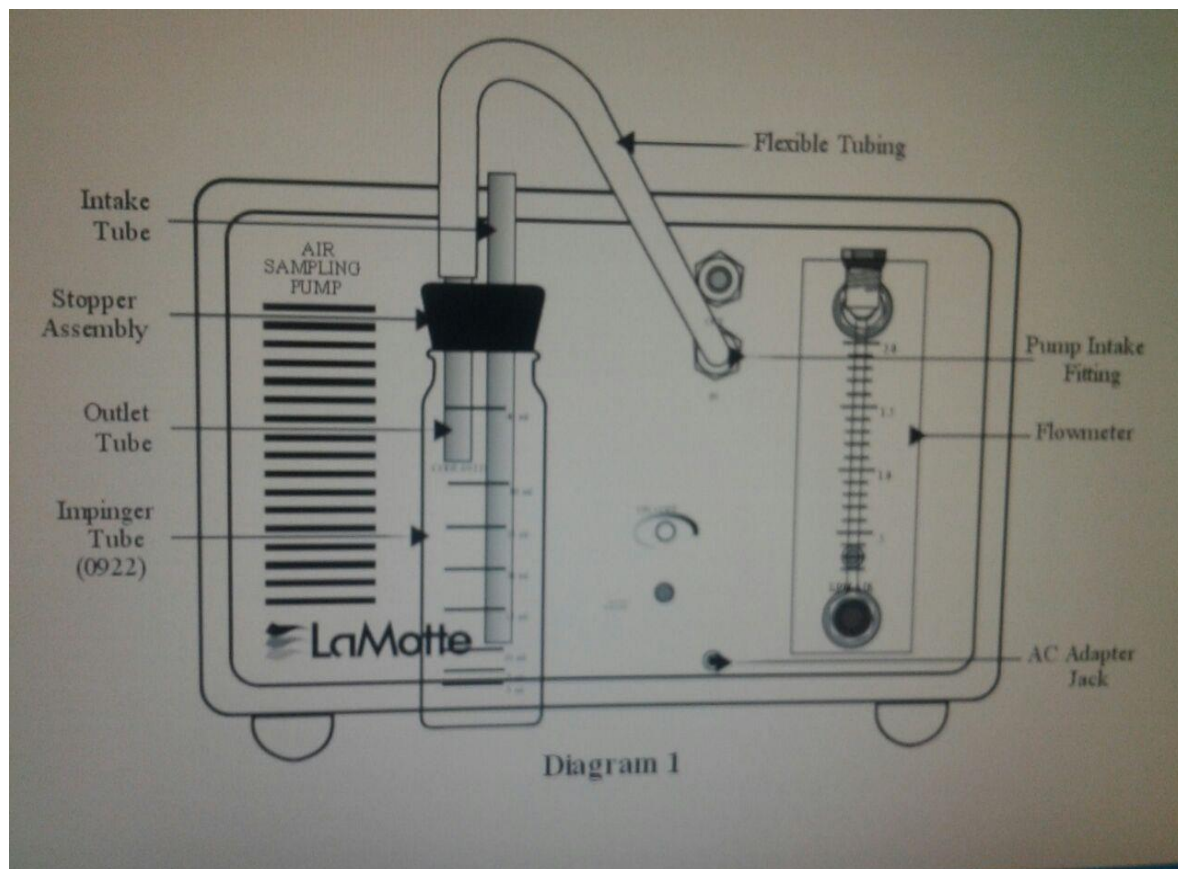 Flexible Tubing
Intake
Tube
AIR
SAMPLING
PUMP
Stopper
Assembly
Pump Intake
Fitting
Outlet
Tube
Flowmeter
Impinger
Tube
(0922)
LaMotte
AC Adapter
Jack
Diagram 1